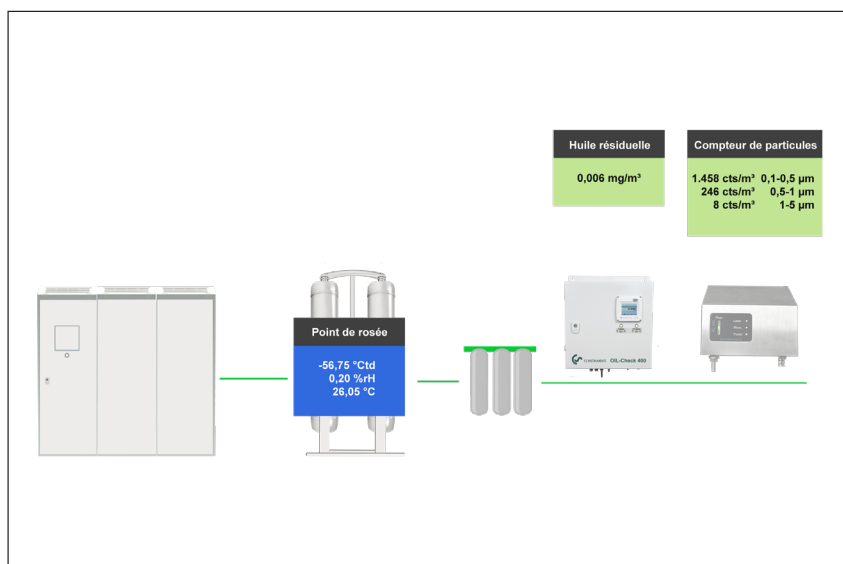 Huile résiduelle
0,006 mg/m³
Compteur de particules
1.458 cts/m³ 0,1-0,5 µm
246 cts/m³ 0,5-1 µm
8 cts/m³ 1-5 µm
Point de rosée
-56,75 °Ctd
0,20 %rH
26,05 °C
OIL-Check 400